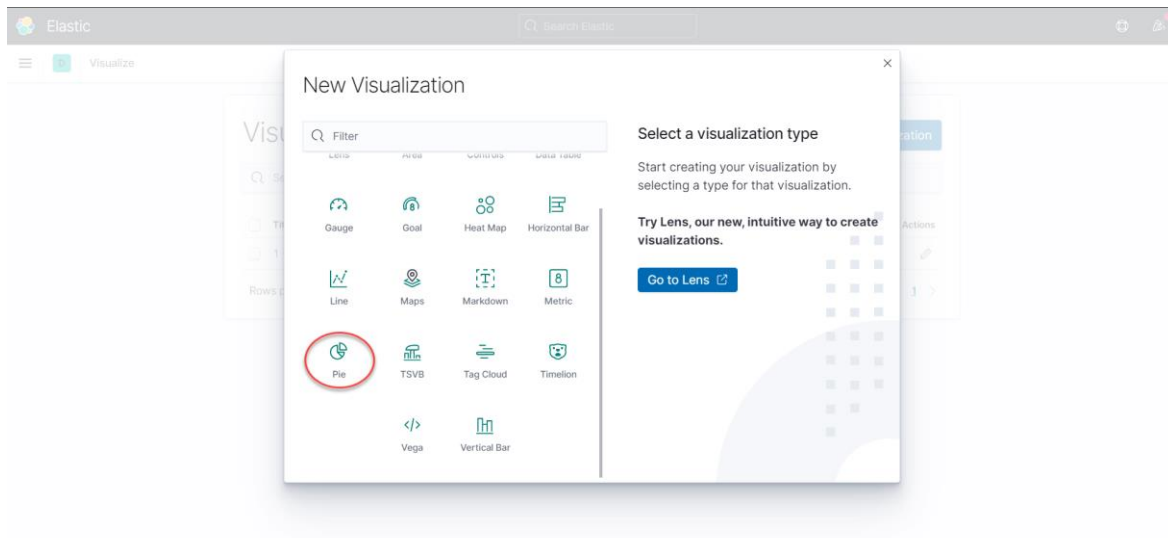 Elastic
Search Elastic
D Visualize
New Visualization
Filter
Select a visualization type
Lens Area Controls Data Table
Start creating your visualization by
selecting a type for that visualization.
Gauge Goal Heat Map Horizontal Bar
Try Lens, our new, intuitive way to create
visualizations.
Go to Lens
Line Maps Markdown Metric
Pie TSVB Tag Cloud Timelion
Vega Vertical Bar
Actions
1
Rows
1